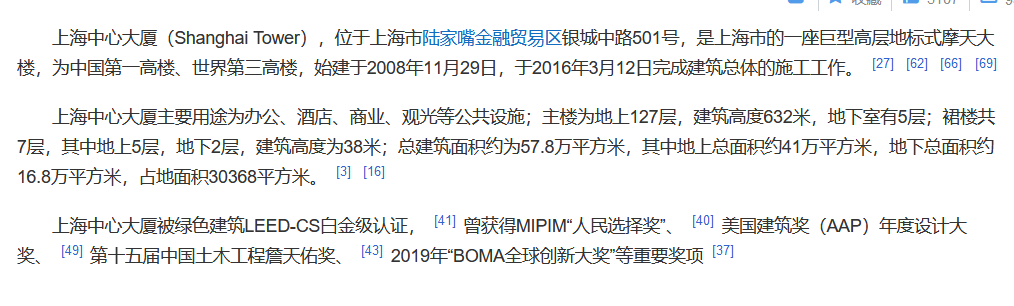 收藏
上海中心大厦（Shanghai Tower），位于上海市陆家嘴金融贸易区银城中路501号，是上海市的一座巨型高层地标式摩天大
楼，为中国第一高楼、世界第三高楼，始建于2008年11月29日，于2016年3月12日完成建筑总体的施工工作。 [27] [62] [66] [69]
上海中心大厦主要用途为办公、酒店、商业、观光等公共设施；主楼为地上127层，建筑高度632米，地下室有5层；裙楼共
7层，其中地上5层，地下2层，建筑高度为38米；总建筑面积约为57.8万平方米，其中地上总面积约41万平方米，地下总面积约
16.8万平方米，占地面积30368平方米。 [3] [16]
上海中心大厦被绿色建筑LEED-CS白金级认证， [41] 曾获得MIPIM“人民选择奖”、 [40] 美国建筑奖（AAP）年度设计大
奖、 [49] 第十五届中国土木工程詹天佑奖、 [43] 2019年“BOMA全球创新大奖”等重要奖项 [37]